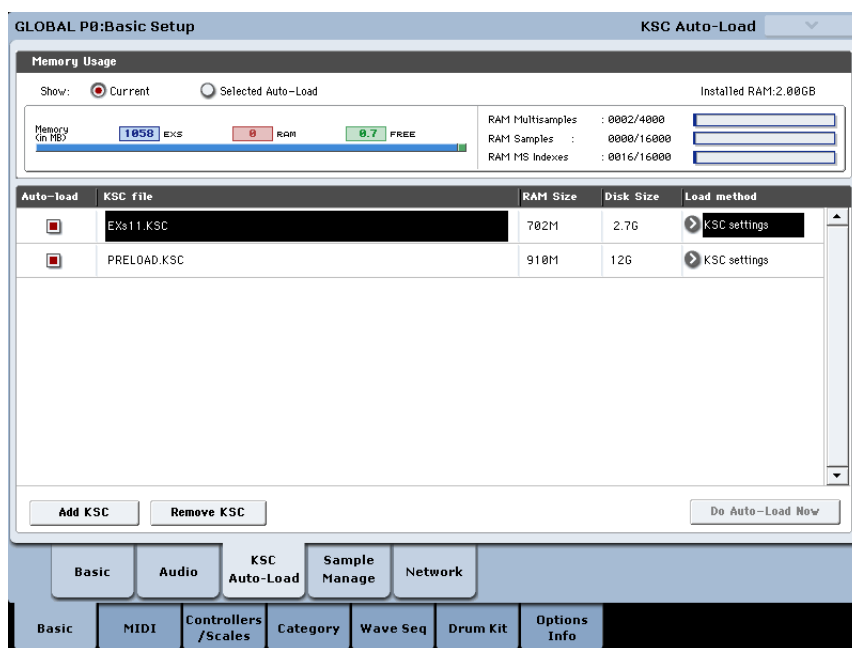 GLOBAL P0:Basic Setup KSC Auto-Load
Memory Usage
Show: Current Selected Auto-Load Installed RAM:2.00GB
Memory (in MB) 1058 EXS 0 RAM 0.7 FREE
RAM Multisamples : 0002/4000
RAM Samples : 0000/16000
RAM MS Indexes : 0016/16000
Auto-load KSC file RAM Size Disk Size Load method
EXs11.KSC 702M 2.7G KSC settings
PRELOAD.KSC 910M 12G KSC settings
Add KSC Remove KSC Do Auto-Load Now
Basic Audio KSC Auto-Load Sample Manage Network
Basic MIDI Controllers /Scales Category Wave Seq Drum Kit Options Info